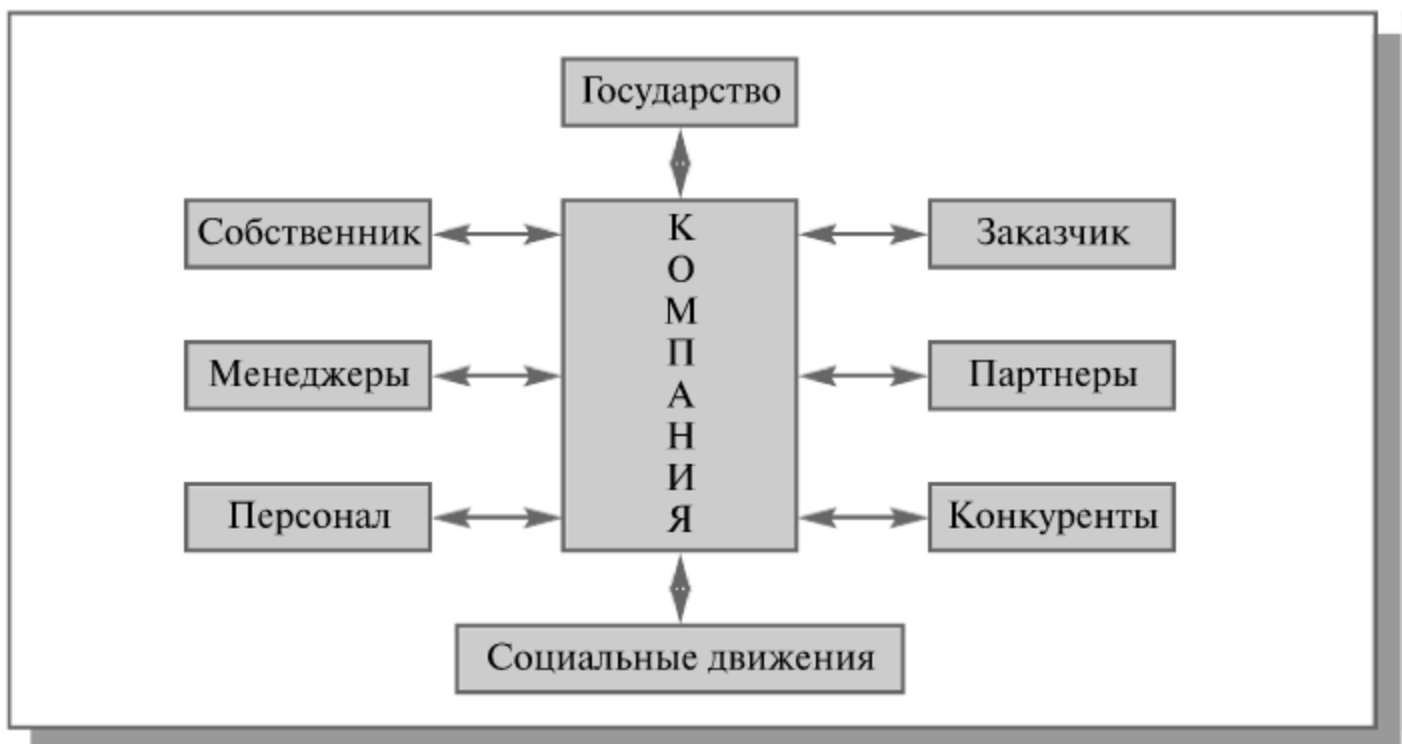 Государство
Собственник
Менеджеры
Персонал
К
О
М
П
А
Н
И
Я
Заказчик
Партнеры
Конкуренты
Социальные движения